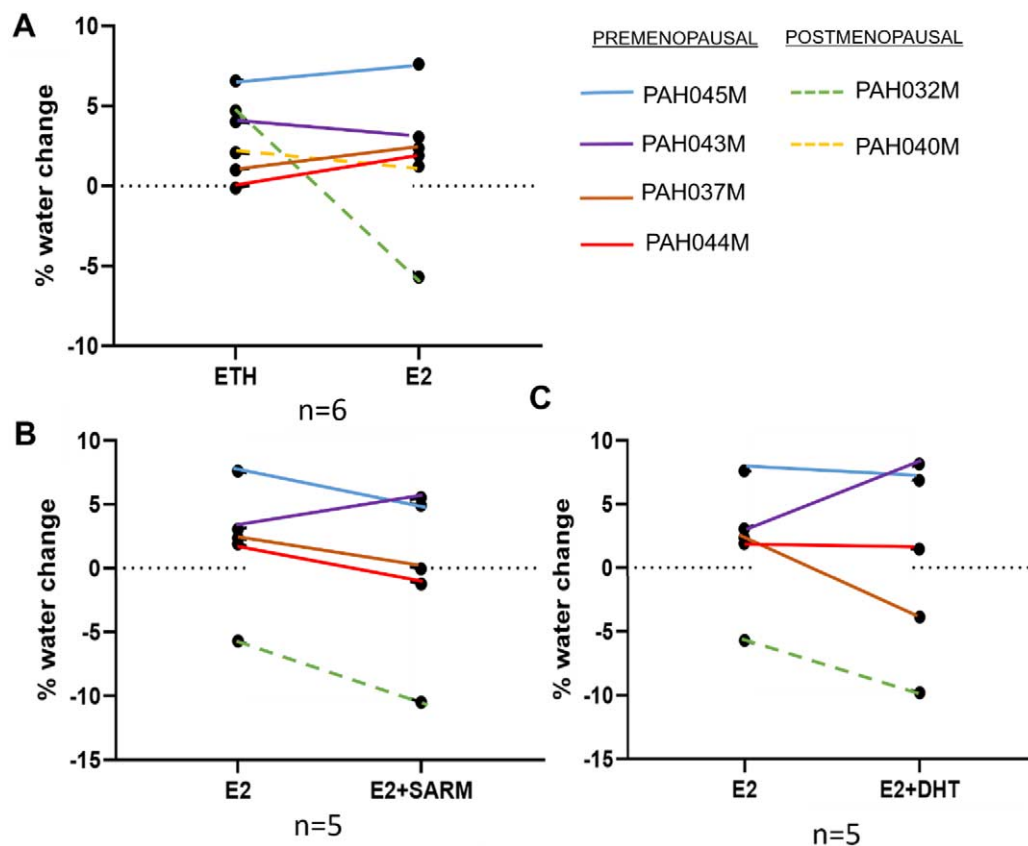 A
% water change
10
5
0
-5
-10
ETH
E2
n=6
PREMENOPAUSAL
PAH045M
PAH043M
PAH037M
PAH044M
POSTMENOPAUSAL
PAH032M
PAH040M
B
% water change
10
5
0
-5
-10
-15
E2
E2+SARM
n=5
C
% water change
10
5
0
-5
-10
-15
E2
E2+DHT
n=5